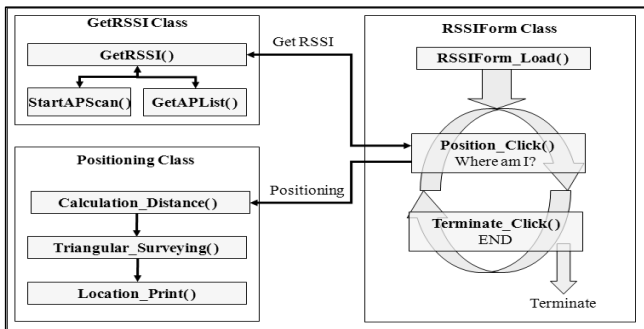 GetRSSI Class
GetRSSI()
StartAPScan()
GetAPList()
Get RSSI
Positioning Class
Calculation_Distance()
Triangular_Surveying()
Location_Print()
Positioning
RSSIForm Class
RSSIForm_Load()
Position_Click()
Where am I?
Terminate_Click()
END
Terminate